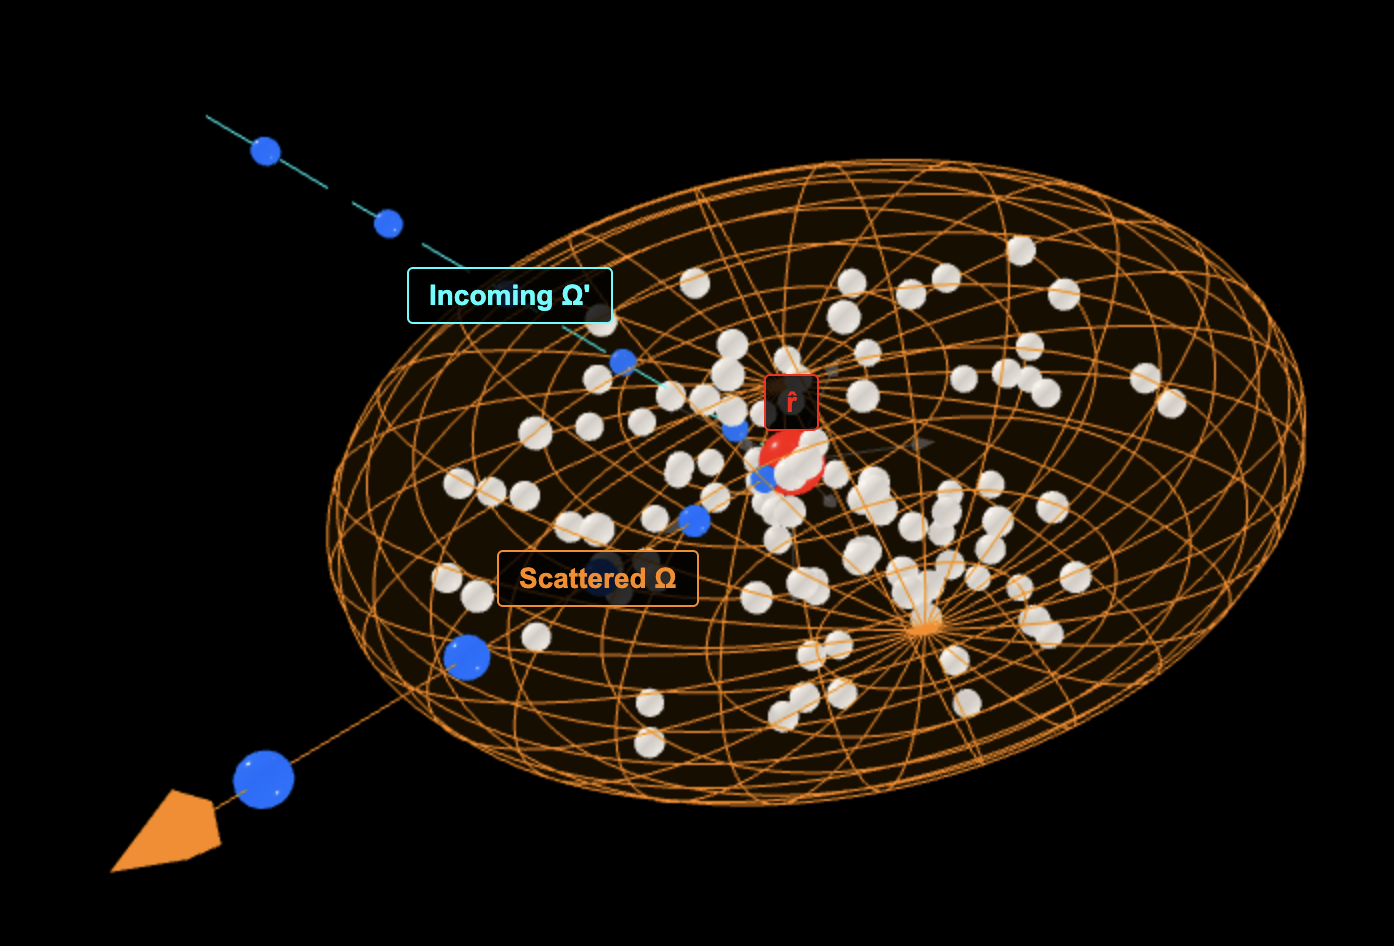 Incoming Ω'
r̂
Scattered Ω